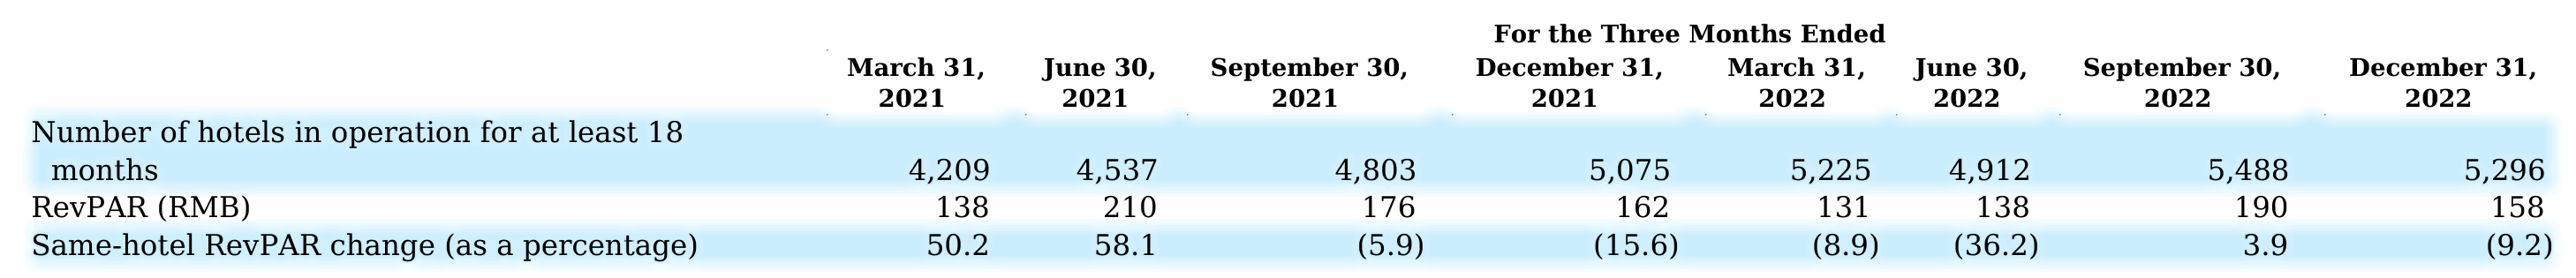 For the Three Months Ended
March 31, June 30, September 30, December 31, March 31, June 30, September 30, December 31,
2021 2021 2021 2021 2022 2022 2022 2022
Number of hotels in operation for at least 18
months 4,209 4,537 4,803 5,075 5,225 4,912 5,488 5,296
RevPAR (RMB) 138 210 176 162 131 138 190 158
Same-hotel RevPAR change (as a percentage) 50.2 58.1 (5.9) (15.6) (8.9) (36.2) 3.9 (9.2)